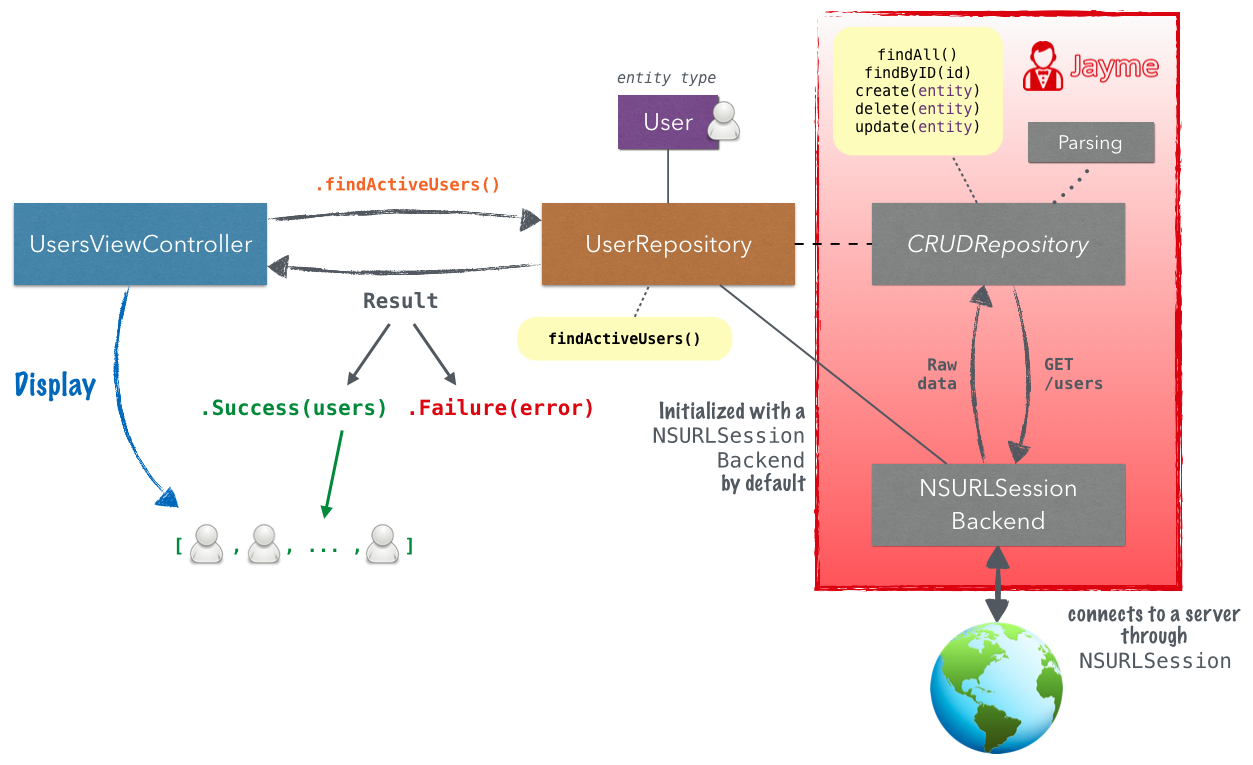 findAll()
findByID(id)
create(entity)
delete(entity)
update(entity)
Jayme
entity type
User
Parsing
.findActiveUsers()
UsersViewController
UserRepository
CRUDRepository
Result
findActiveUsers()
Raw
data
GET
/users
Display
.Success(users)
.Failure(error)
Initialized with a
NSURLSession
Backend
by default
NSURLSession
Backend
[ , , ... , ]
connects to a server
through
NSURLSession